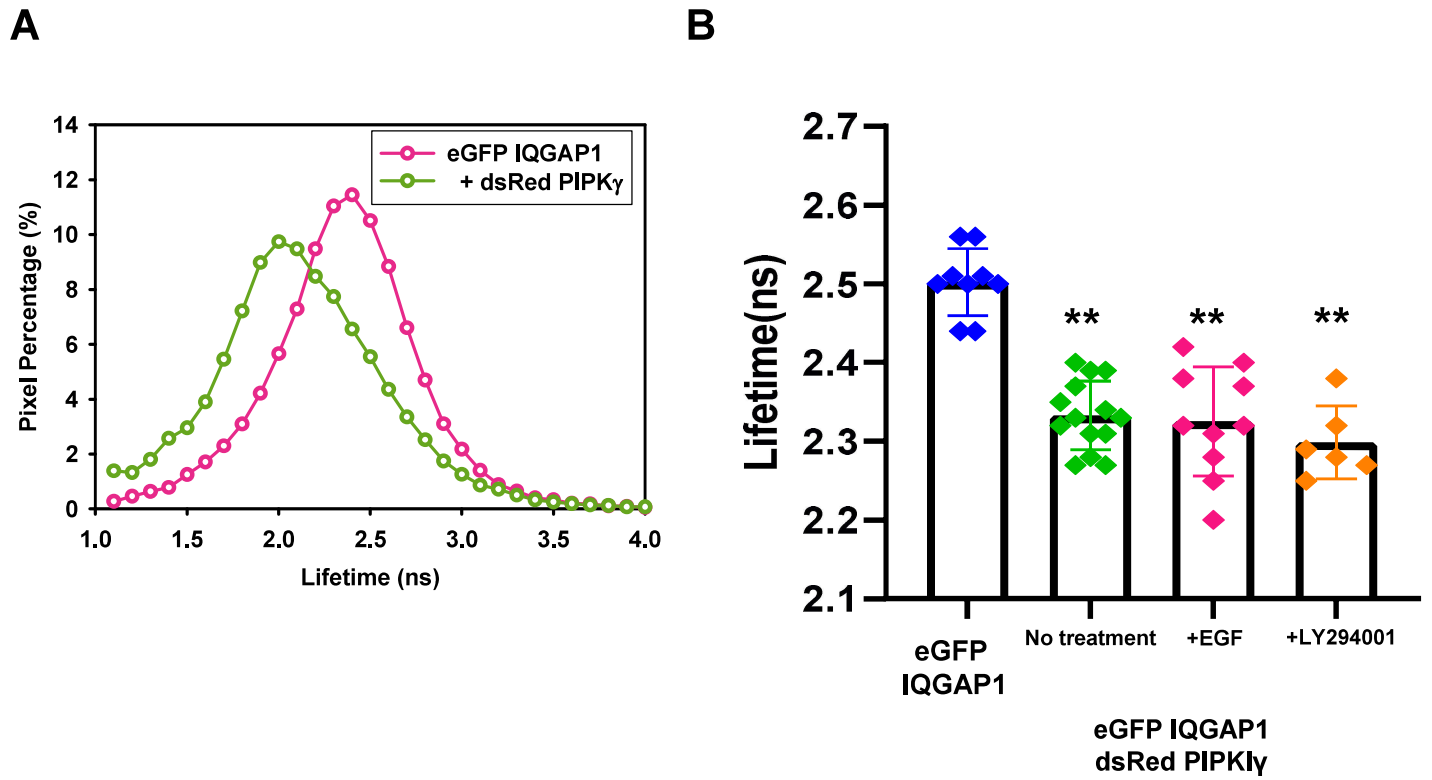 A
B
14
12
10
8
6
4
2
0
Pixel Percentage (%)
1.0 1.5 2.0 2.5 3.0 3.5 4.0
Lifetime (ns)
eGFP IQGAP1
+ dsRed PIPKγ
2.7
2.6
2.5
2.4
2.3
2.2
2.1
Lifetime(ns)
** ** **
eGFP
IQGAP1
No treatment +EGF +LY294001
eGFP IQGAP1
dsRed PIPKIγ